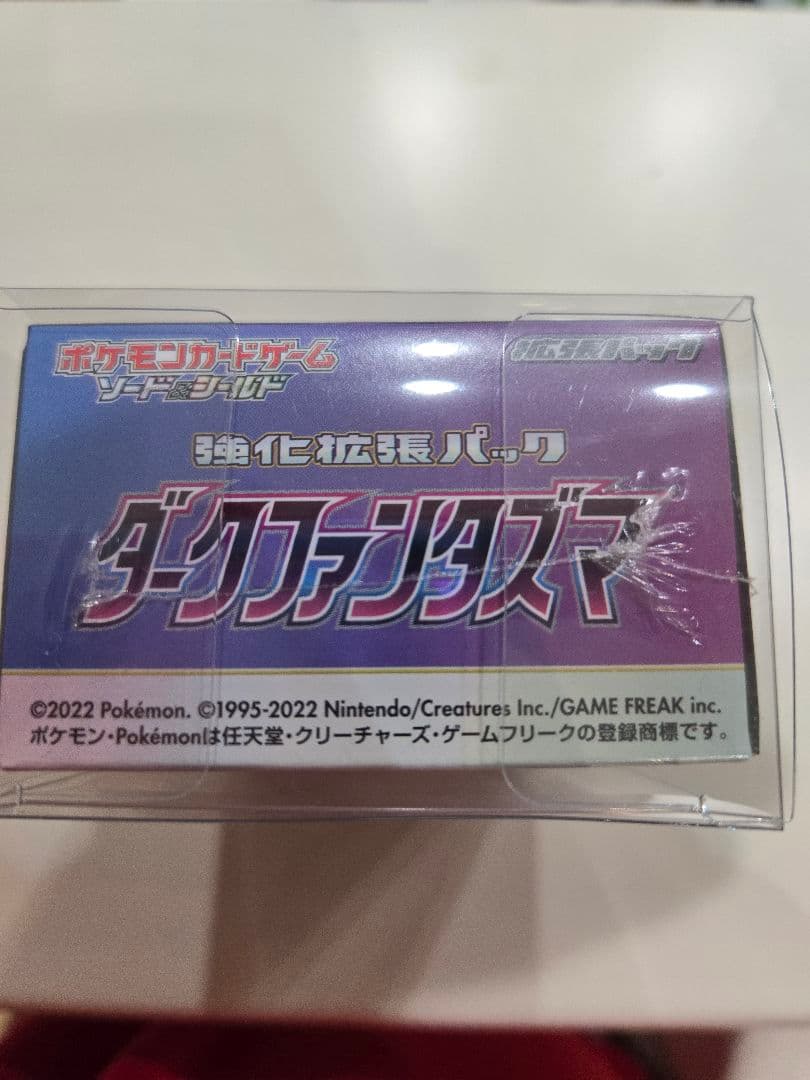 ポケモンカードゲーム
ソード&シールド
拡張パック
強化拡張パック
ダークファンタズマ
©2022 Pokémon. ©1995-2022 Nintendo/Creatures Inc./GAME FREAK inc.
ポケモン・Pokémonは任天堂・クリーチャーズ・ゲームフリークの登録商標です。